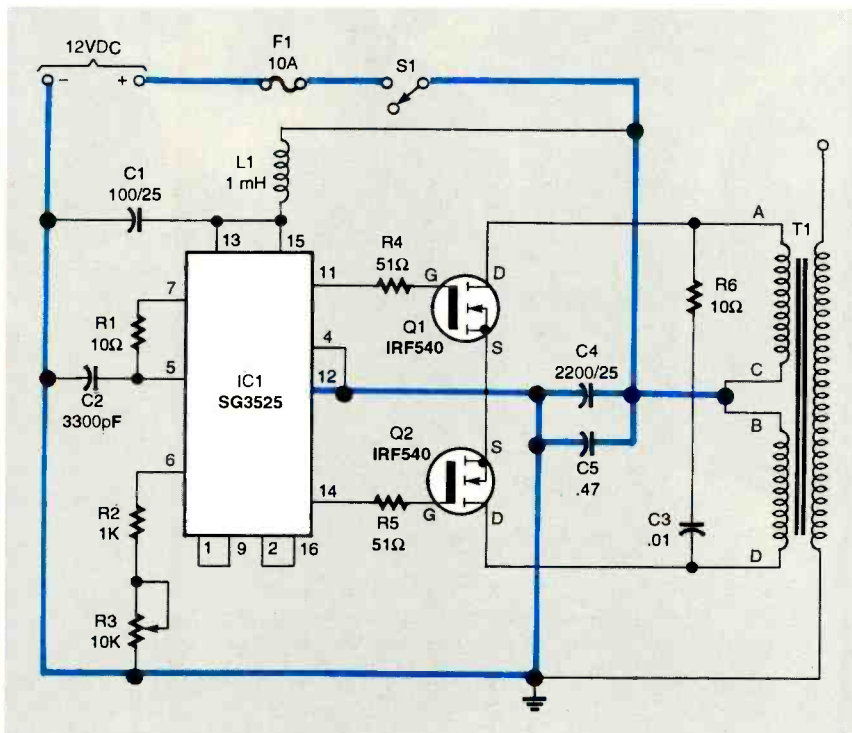 12VDC
− +
F1
10A
S1
L1
1 mH
C1
100/25
13 15
R4
51Ω
11
G D
S
Q1
IRF540
A
T1
R6
10Ω
7
R1
10Ω
4
5
12
IC1
SG3525
C2
3300pF
C4
2200/25
C
B
C5
.47
Q2
IRF540
S
G D
6
14
R5
51Ω
R2
1K
C3
.01
D
1 9 2 16
R3
10K